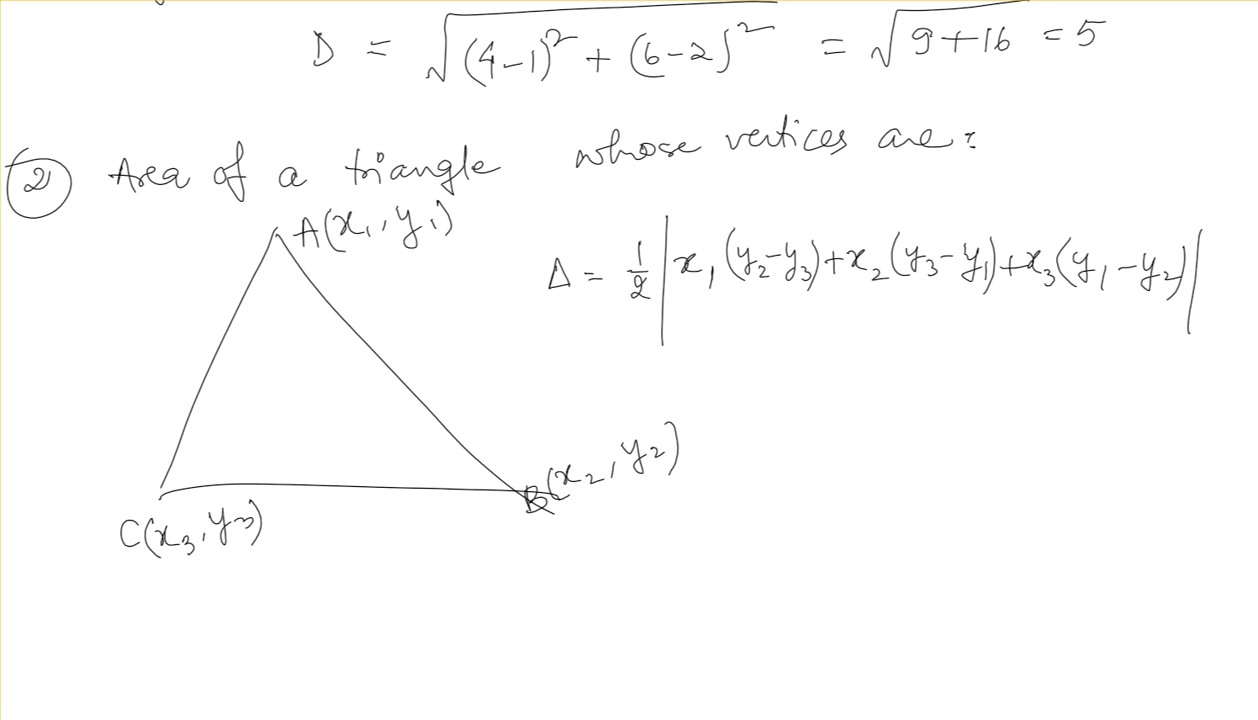 D = √(4-1)² + (6-2)² = √9+16 = 5
(2) Area of a triangle whose vertices are:
A(x₁, y₁)
Δ = 1/2 |x₁(y₂-y₃)+x₂(y₃-y₁)+x₃(y₁-y₂)|
B(x₂, y₂)
C(x₃, y₃)